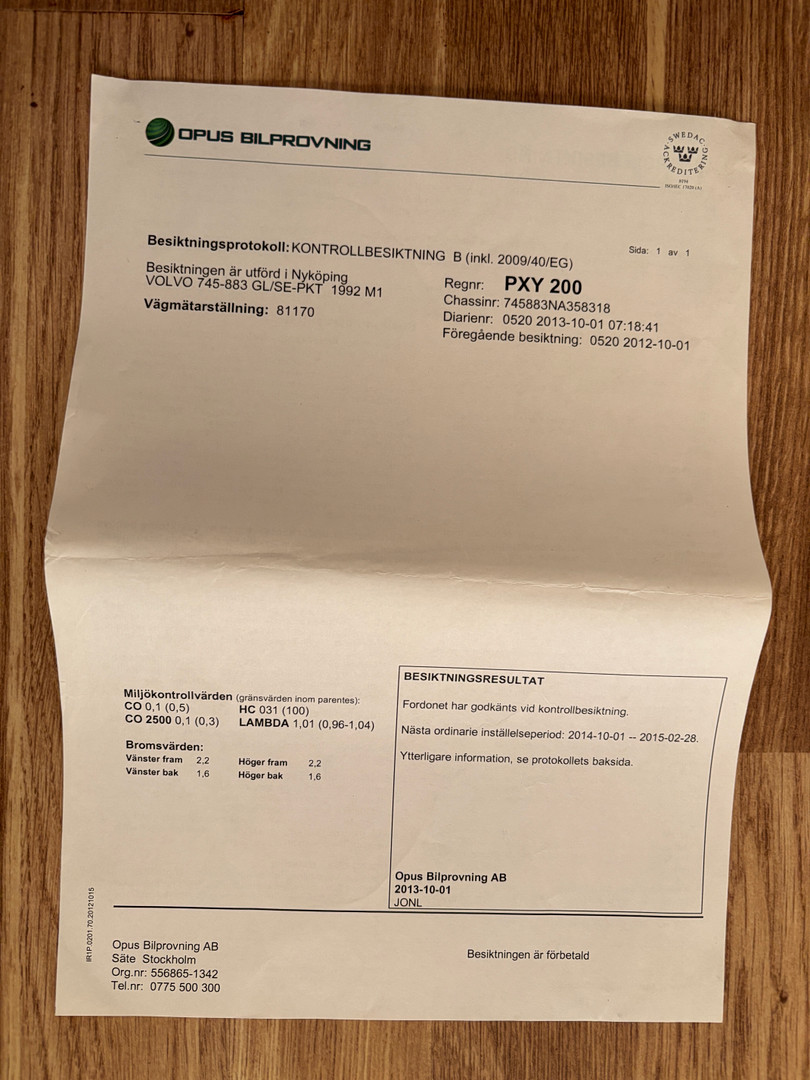 OPUS BILPROVNING
SWEDAC ACKREDITERING
ISO/IEC 17020 (A)
Besiktningsprotokoll: KONTROLLBESIKTNING B (inkl. 2009/40/EG)
Sida: 1 av 1
Besiktningen är utförd i Nyköping
VOLVO 745-883 GL/SE-PKT 1992 M1
Vägmätarställning: 81170
Regnr: PXY 200
Chassinr: 745883NA358318
Diarienr: 0520 2013-10-01 07:18:41
Föregående besiktning: 0520 2012-10-01
Miljökontrollvärden (gränsvärden inom parentes):
CO 0,1 (0,5) HC 031 (100)
CO 2500 0,1 (0,3) LAMBDA 1,01 (0,96-1,04)
Bromsvärden:
Vänster fram 2,2 Höger fram 2,2
Vänster bak 1,6 Höger bak 1,6
BESIKTNINGSRESULTAT
Fordonet har godkänts vid kontrollbesiktning.
Nästa ordinarie inställelseperiod: 2014-10-01 -- 2015-02-28.
Ytterligare information, se protokollets baksida.
Opus Bilprovning AB
2013-10-01
JONL
IR1P.0201.70.20121015
Opus Bilprovning AB
Säte Stockholm
Org.nr: 556865-1342
Tel.nr: 0775 500 300
Besiktningen är förbetald